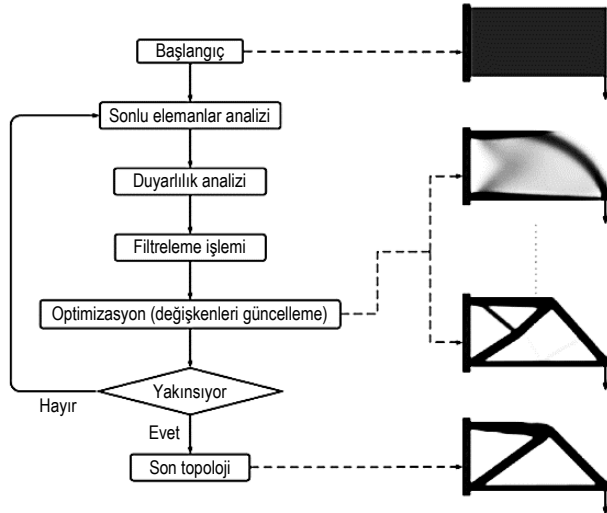 Başlangıç
Sonlu elemanlar analizi
Duyarlılık analizi
Filtreleme işlemi
Optimizasyon (değişkenleri güncelleme)
Yakınsıyor
Hayır
Evet
Son topoloji